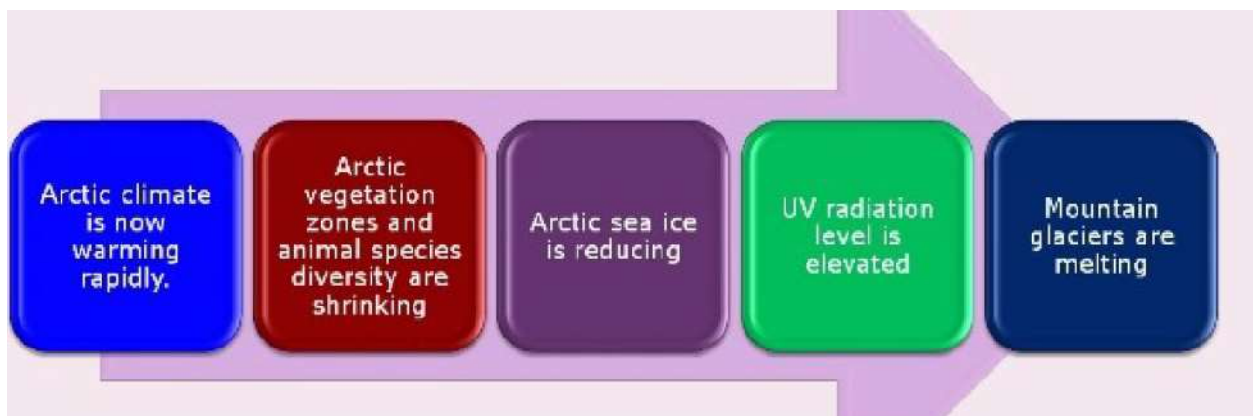 Arctic climate
is now
warming
rapidly.
Arctic
vegetation
zones and
animal species
diversity are
shrinking
Arctic sea ice
is reducing
UV radiation
level is
elevated
Mountain
glaciers are
melting